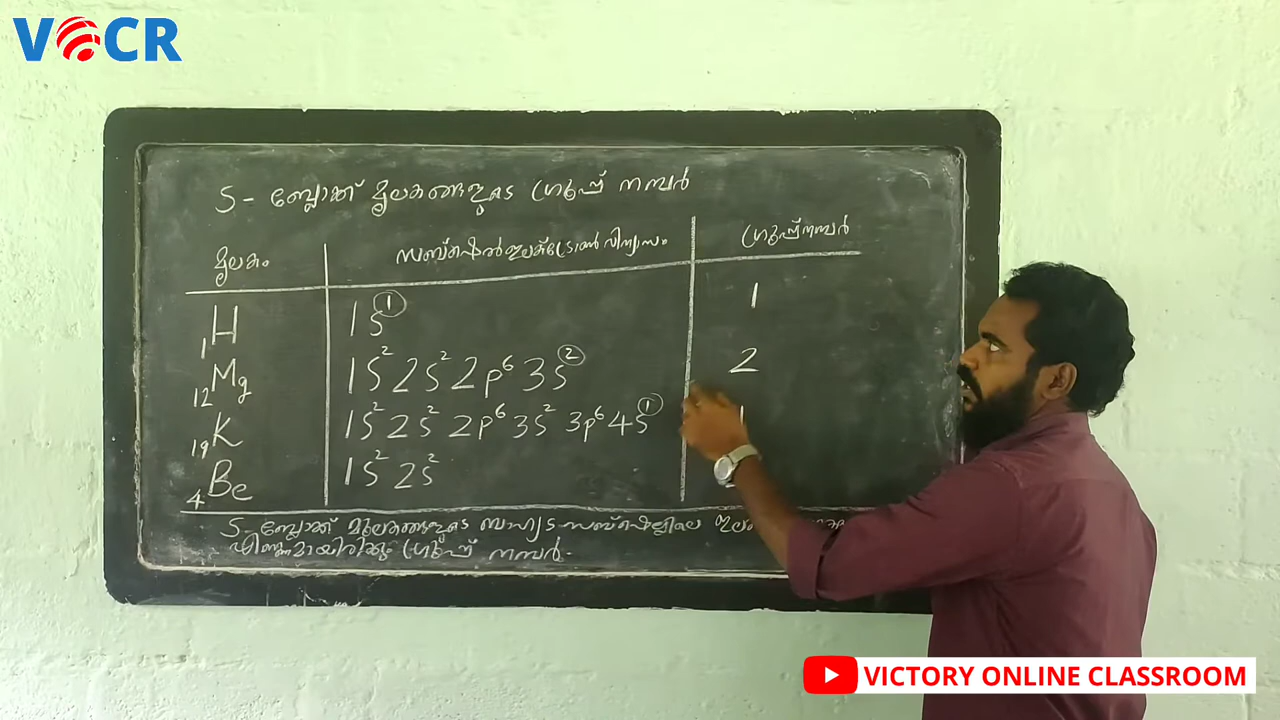 VOCR
S - ബ്ലോക്ക് മൂലകങ്ങളുടെ ഗ്രൂപ്പ് നമ്പർ
മൂലകം സബ്ഷെൽ ഇലക്ട്രോൺ വിന്യാസം ഗ്രൂപ്പ് നമ്പർ
₁H 1S¹ 1
₁₂Mg 1S² 2S² 2p⁶ 3S² 2
₁₉K 1S² 2S² 2p⁶ 3S² 3p⁶ 4S¹ 1
₄Be 1S² 2S²
S - ബ്ലോക്ക് മൂലകങ്ങളുടെ ബാഹ്യതമ സബ്ഷെല്ലിലെ
എണ്ണമായിരിക്കും ഗ്രൂപ്പ് നമ്പർ.
VICTORY ONLINE CLASSROOM